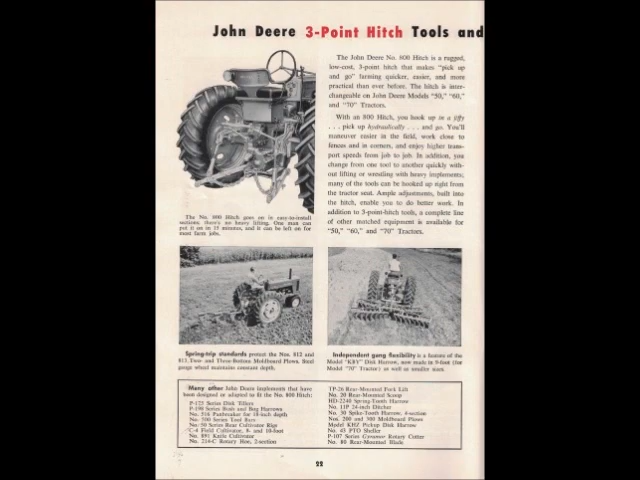 John Deere 3-Point Hitch Tools and
The John Deere No. 800 Hitch is a rugged,
low-cost, 3-point hitch that makes "pick up
and go" farming quicker, easier, and more
practical than ever before. The hitch is inter-
changeable on John Deere Models "50," "60,"
and "70" Tractors.
With an 800 Hitch, you hook up in a jiffy
. . . pick up hydraulically . . . and go. You'll
maneuver easier in the field, work close to
fences and in corners, and enjoy higher trans-
port speeds from job to job. In addition, you
change from one tool to another quickly with-
out lifting or wrestling with heavy implements;
many of the tools can be hooked up right from
the tractor seat. Ample adjustments, built into
the hitch, enable you to do better work. In
addition to 3-point-hitch tools, a complete line
of other matched equipment is available for
"50," "60," and "70" Tractors.
The No. 800 Hitch goes on in easy-to-install
sections; there's no heavy lifting. One man can
put it on in 15 minutes, and it can be left on for
most farm jobs.
Spring-trip standards protect the Nos. 812 and
813 Two- and Three-Bottom Moldboard Plows. Steel
gauge wheel maintains constant depth.
Independent gang flexibility is a feature of the
Model "KBY" Disk Harrow, now made in 9-foot (for
Model "70" Tractor) as well as smaller sizes.
Many other John Deere implements that have
been designed or adapted to fit the No. 800 Hitch:
P-125 Series Disk Tillers
P-190 Series Bush and Bog Harrows
No. 516 Panbreaker for 18-inch depth
No. 700 Series Tool Bars
No. 50 Series Rear Cultivator Rigs
C-4 Field Cultivator, 8- and 10-foot
No. 891 Kurlu Cultivator
No. 214-C Rotary Hoe, 2-section
TP-26 Rear-Mounted Fork Lift
No. 20 Rear-Mounted Scoop
HD-2240 Spring-Tooth Harrow
No. 11P 24-inch Ditcher
No. 30 Spike-Tooth Harrow, 4-section
Nos. 200 and 300 Moldboard Plows
Model KHZ Pickup Disk Harrow
No. 43 PTO Sheller
P-107 Series Gyramor Rotary Cutter
No. 80 Rear-Mounted Blade
22